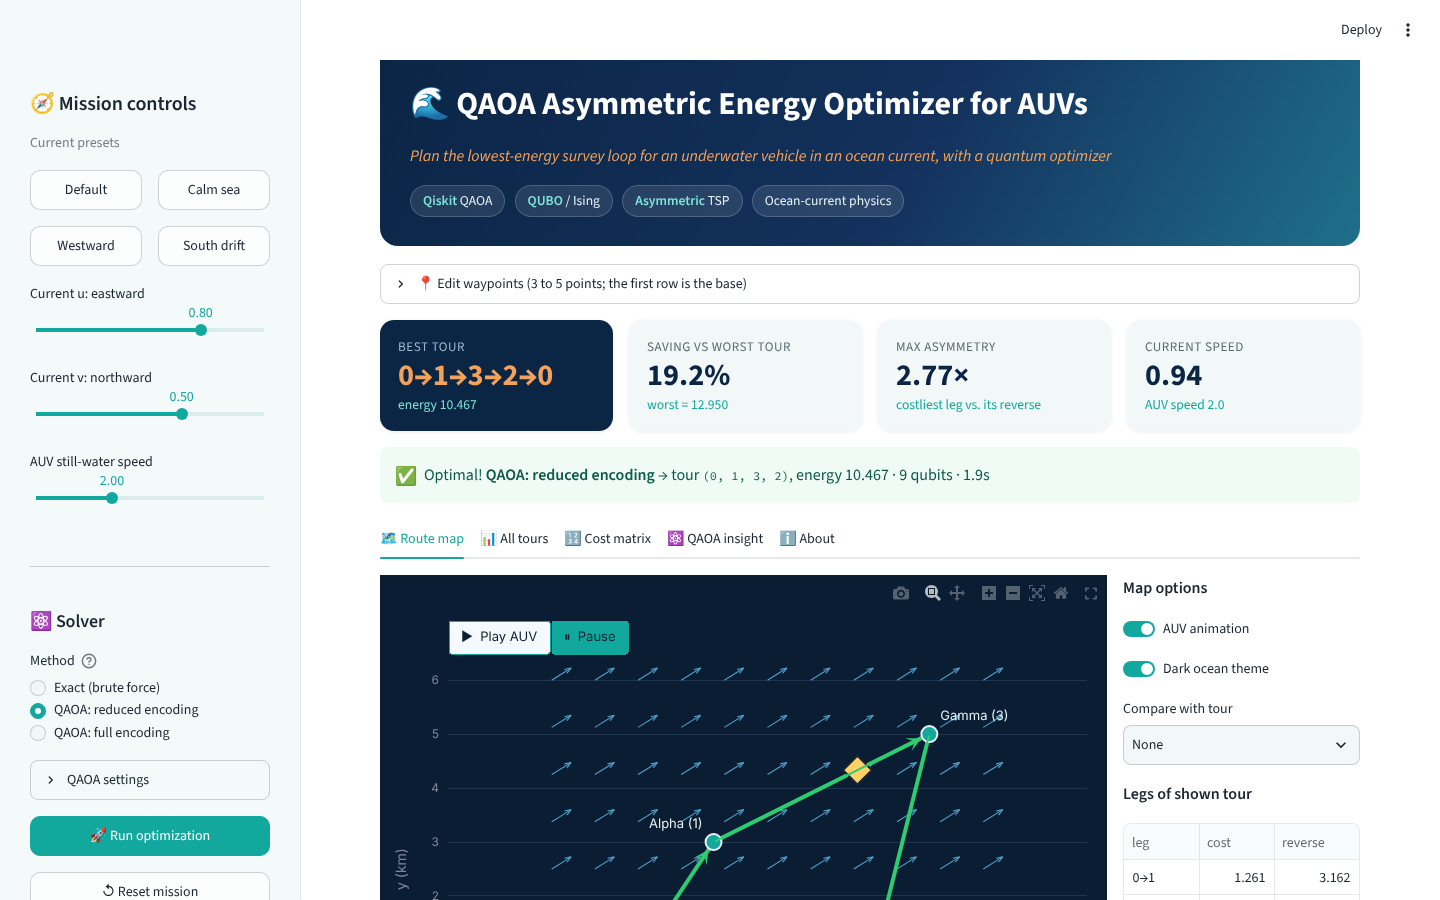 Deploy
🧭 Mission controls
Current presets
Default
Calm sea
Westward
South drift
Current u: eastward
0.80
Current v: northward
0.50
AUV still-water speed
2.00
⚛️ Solver
Method
Exact (brute force)
QAOA: reduced encoding
QAOA: full encoding
QAOA settings
🚀 Run optimization
↺ Reset mission
🌊 QAOA Asymmetric Energy Optimizer for AUVs
Plan the lowest-energy survey loop for an underwater vehicle in an ocean current, with a quantum optimizer
Qiskit QAOA
QUBO / Ising
Asymmetric TSP
Ocean-current physics
📍 Edit waypoints (3 to 5 points; the first row is the base)
BEST TOUR
0→1→3→2→0
energy 10.467
SAVING VS WORST TOUR
19.2%
worst = 12.950
MAX ASYMMETRY
2.77×
costliest leg vs. its reverse
CURRENT SPEED
0.94
AUV speed 2.0
✅ Optimal! QAOA: reduced encoding → tour (0, 1, 3, 2), energy 10.467 · 9 qubits · 1.9s
🗺️ Route map
📊 All tours
🔢 Cost matrix
⚛️ QAOA insight
ℹ️ About
▶ Play AUV
⏸ Pause
6
5
4
3
2
y (km)
Gamma (3)
Alpha (1)
Map options
AUV animation
Dark ocean theme
Compare with tour
None
Legs of shown tour
leg cost reverse
0→1 1.261 3.162